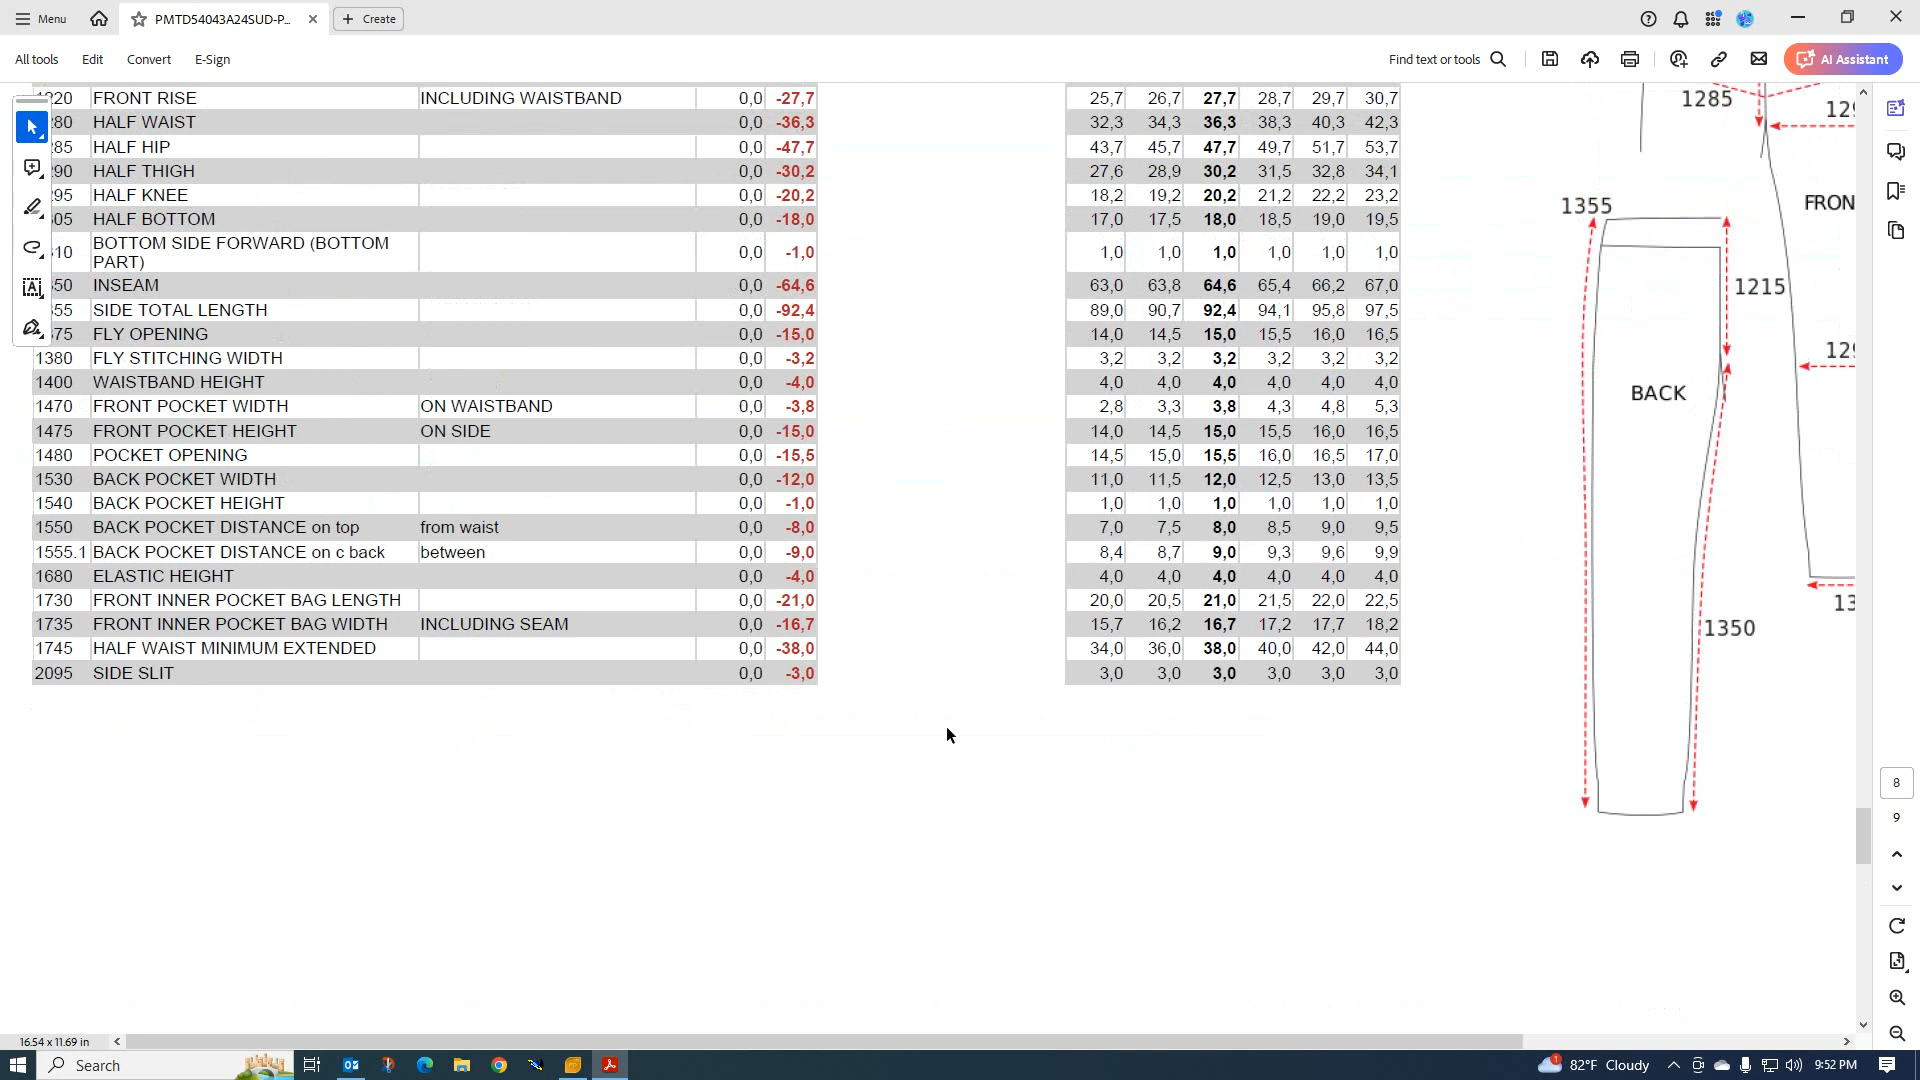 Menu
PMTD54043A24SUD-P...
Create
All tools Edit Convert E-Sign
Find text or tools
AI Assistant
1220 FRONT RISE INCLUDING WAISTBAND 0,0 -27,7 25,7 26,7 27,7 28,7 29,7 30,7
280 HALF WAIST 0,0 -36,3 32,3 34,3 36,3 38,3 40,3 42,3
285 HALF HIP 0,0 -47,7 43,7 45,7 47,7 49,7 51,7 53,7
290 HALF THIGH 0,0 -30,2 27,6 28,9 30,2 31,5 32,8 34,1
295 HALF KNEE 0,0 -20,2 18,2 19,2 20,2 21,2 22,2 23,2
305 HALF BOTTOM 0,0 -18,0 17,0 17,5 18,0 18,5 19,0 19,5
310 BOTTOM SIDE FORWARD (BOTTOM
PART) 0,0 -1,0 1,0 1,0 1,0 1,0 1,0 1,0
350 INSEAM 0,0 -64,6 63,0 63,8 64,6 65,4 66,2 67,0
355 SIDE TOTAL LENGTH 0,0 -92,4 89,0 90,7 92,4 94,1 95,8 97,5
375 FLY OPENING 0,0 -15,0 14,0 14,5 15,0 15,5 16,0 16,5
1380 FLY STITCHING WIDTH 0,0 -3,2 3,2 3,2 3,2 3,2 3,2 3,2
1400 WAISTBAND HEIGHT 0,0 -4,0 4,0 4,0 4,0 4,0 4,0 4,0
1470 FRONT POCKET WIDTH ON WAISTBAND 0,0 -3,8 2,8 3,3 3,8 4,3 4,8 5,3
1475 FRONT POCKET HEIGHT ON SIDE 0,0 -15,0 14,0 14,5 15,0 15,5 16,0 16,5
1480 POCKET OPENING 0,0 -15,5 14,5 15,0 15,5 16,0 16,5 17,0
1530 BACK POCKET WIDTH 0,0 -12,0 11,0 11,5 12,0 12,5 13,0 13,5
1540 BACK POCKET HEIGHT 0,0 -1,0 1,0 1,0 1,0 1,0 1,0 1,0
1550 BACK POCKET DISTANCE on top from waist 0,0 -8,0 7,0 7,5 8,0 8,5 9,0 9,5
1555.1 BACK POCKET DISTANCE on c back between 0,0 -9,0 8,4 8,7 9,0 9,3 9,6 9,9
1680 ELASTIC HEIGHT 0,0 -4,0 4,0 4,0 4,0 4,0 4,0 4,0
1730 FRONT INNER POCKET BAG LENGTH 0,0 -21,0 20,0 20,5 21,0 21,5 22,0 22,5
1735 FRONT INNER POCKET BAG WIDTH INCLUDING SEAM 0,0 -16,7 15,7 16,2 16,7 17,2 17,7 18,2
1745 HALF WAIST MINIMUM EXTENDED 0,0 -38,0 34,0 36,0 38,0 40,0 42,0 44,0
2095 SIDE SLIT 0,0 -3,0 3,0 3,0 3,0 3,0 3,0 3,0
1285
129
1355
FRON
1215
129
BACK
13
1350
8
9
16.54 x 11.69 in
Search
82°F Cloudy
9:52 PM